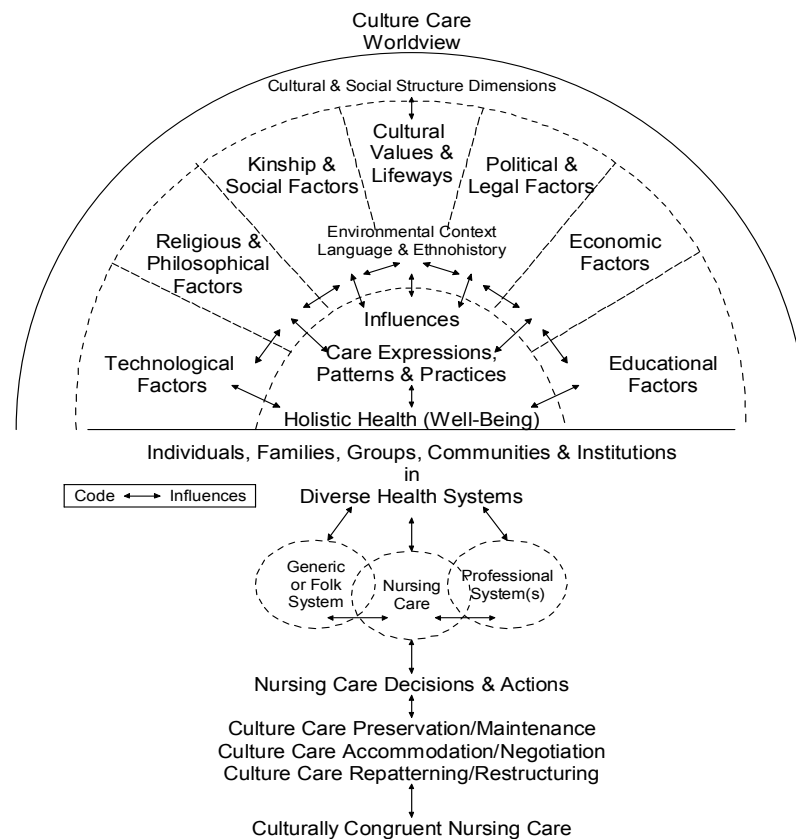 Culture Care
Worldview
Cultural & Social Structure Dimensions
Cultural
Values &
Lifeways
Kinship &
Social Factors
Political &
Legal Factors
Religious &
Philosophical
Factors
Environmental Context
Language & Ethnohistory
Economic
Factors
Technological
Factors
Influences
Care Expressions,
Patterns & Practices
Educational
Factors
Holistic Health (Well-Being)
Individuals, Families, Groups, Communities & Institutions
in
Diverse Health Systems
Code Influences
Generic
or Folk
System
Nursing
Care
Professional
System(s)
Nursing Care Decisions & Actions
Culture Care Preservation/Maintenance
Culture Care Accommodation/Negotiation
Culture Care Repatterning/Restructuring
Culturally Congruent Nursing Care